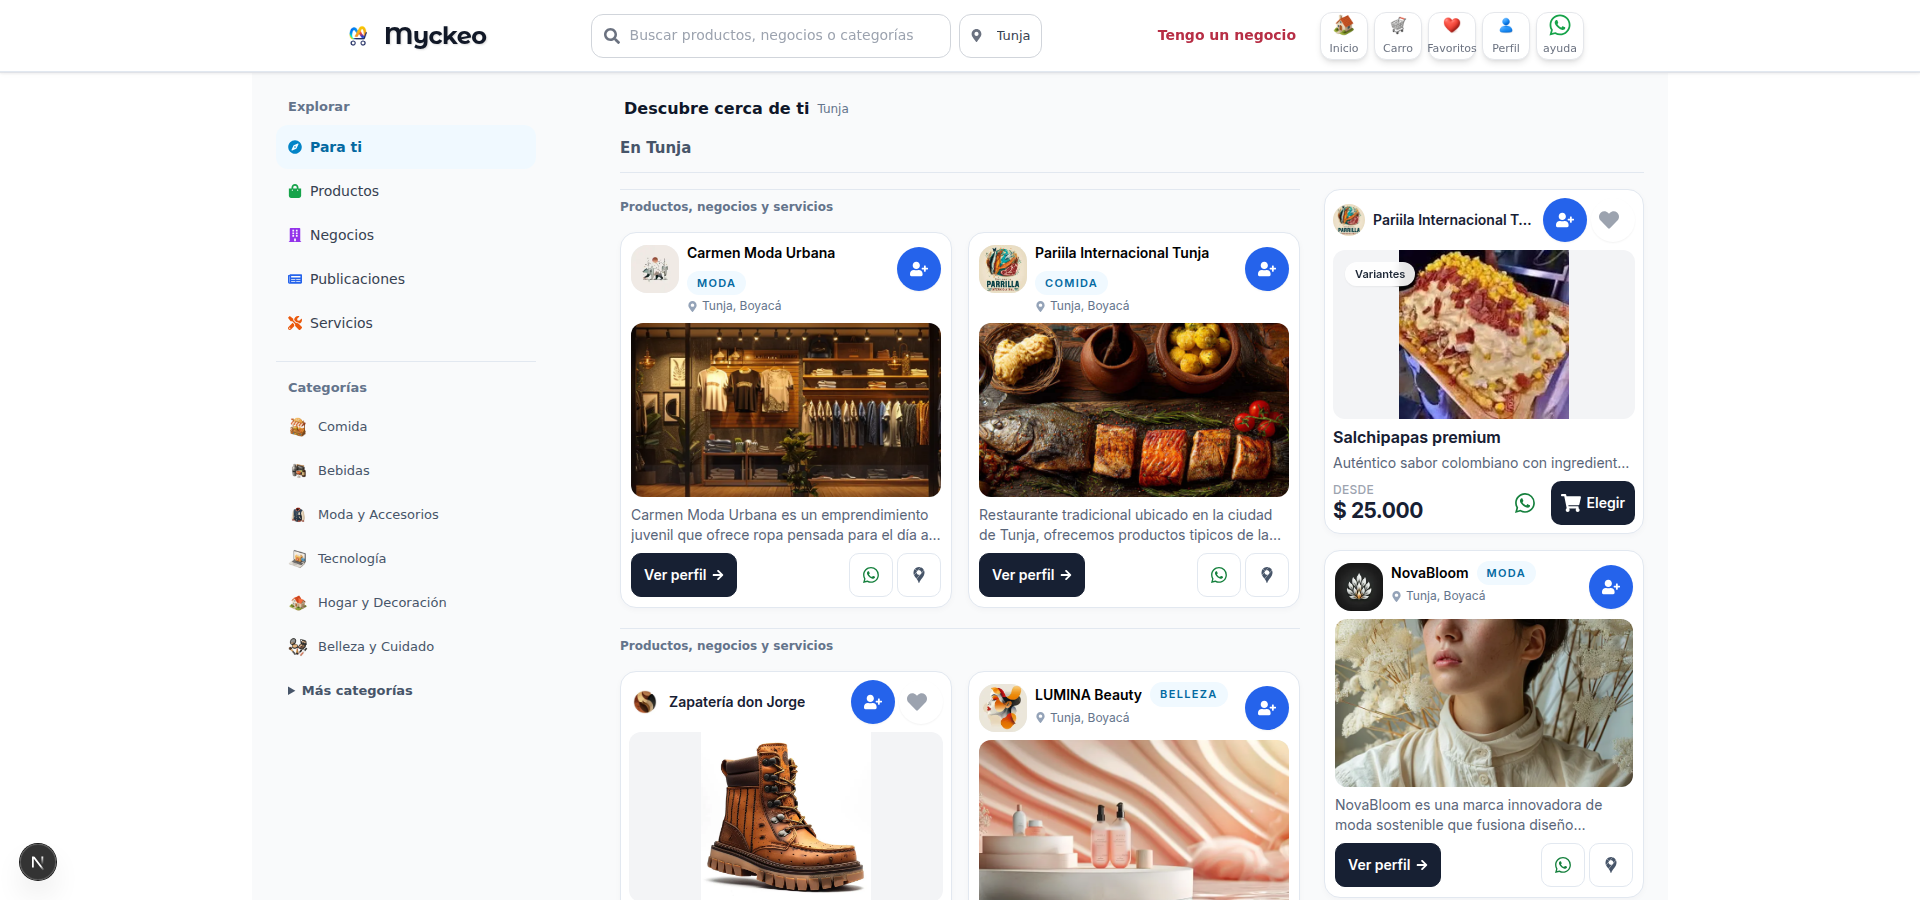 Myckeo
Buscar productos, negocios o categorías
Tunja
Tengo un negocio
Inicio
Carro
Favoritos
Perfil
ayuda
Explorar
Para ti
Productos
Negocios
Publicaciones
Servicios
Categorías
Comida
Bebidas
Moda y Accesorios
Tecnología
Hogar y Decoración
Belleza y Cuidado
Más categorías
Descubre cerca de ti Tunja
En Tunja
Productos, negocios y servicios
Carmen Moda Urbana
MODA
Tunja, Boyacá
Carmen Moda Urbana es un emprendimiento
juvenil que ofrece ropa pensada para el día a...
Ver perfil
PARRILLA
Pariila Internacional Tunja
COMIDA
Tunja, Boyacá
Restaurante tradicional ubicado en la ciudad
de Tunja, ofrecemos productos tipicos de la...
Ver perfil
Productos, negocios y servicios
Zapatería don Jorge
LUMINA Beauty
BELLEZA
Tunja, Boyacá
PARRILLA
Pariila Internacional T...
Variantes
Salchipapas premium
Auténtico sabor colombiano con ingredient...
DESDE
$ 25.000
Elegir
NovaBloom
MODA
Tunja, Boyacá
NovaBloom es una marca innovadora de
moda sostenible que fusiona diseño...
Ver perfil
N